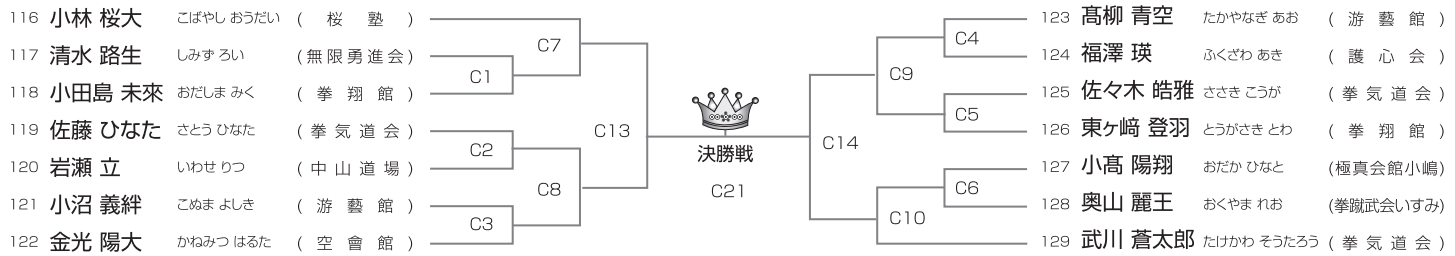 116 小林 桜大 こばやし おうだい ( 桜 塾 )
117 清水 路生 しみず ろい (無限勇進会)
118 小田島 未來 おだしま みく ( 拳 翔 館 )
119 佐藤 ひなた さとう ひなた ( 拳 気 道 会 )
120 岩瀬 立 いわせ りつ ( 中 山 道 場 )
121 小沼 義絆 こぬま よしき ( 游 藝 館 )
122 金光 陽大 かねみつ はるた ( 空 會 館 )
C7
C1
C2
C8
C3
C13
決勝戦
C21
C14
C4
C9
C5
C6
C10
123 髙柳 青空 たかやなぎ あお ( 游 藝 館 )
124 福澤 瑛 ふくざわ あき ( 護 心 会 )
125 佐々木 皓雅 ささき こうが ( 拳 気 道 会 )
126 東ヶ﨑 登羽 とうがさき とわ ( 拳 翔 館 )
127 小髙 陽翔 おだか ひなと (極真会館小嶋)
128 奥山 麗王 おくやま れお (拳蹴武会いすみ)
129 武川 蒼太郎 たけかわ そうたろう ( 拳 気 道 会 )